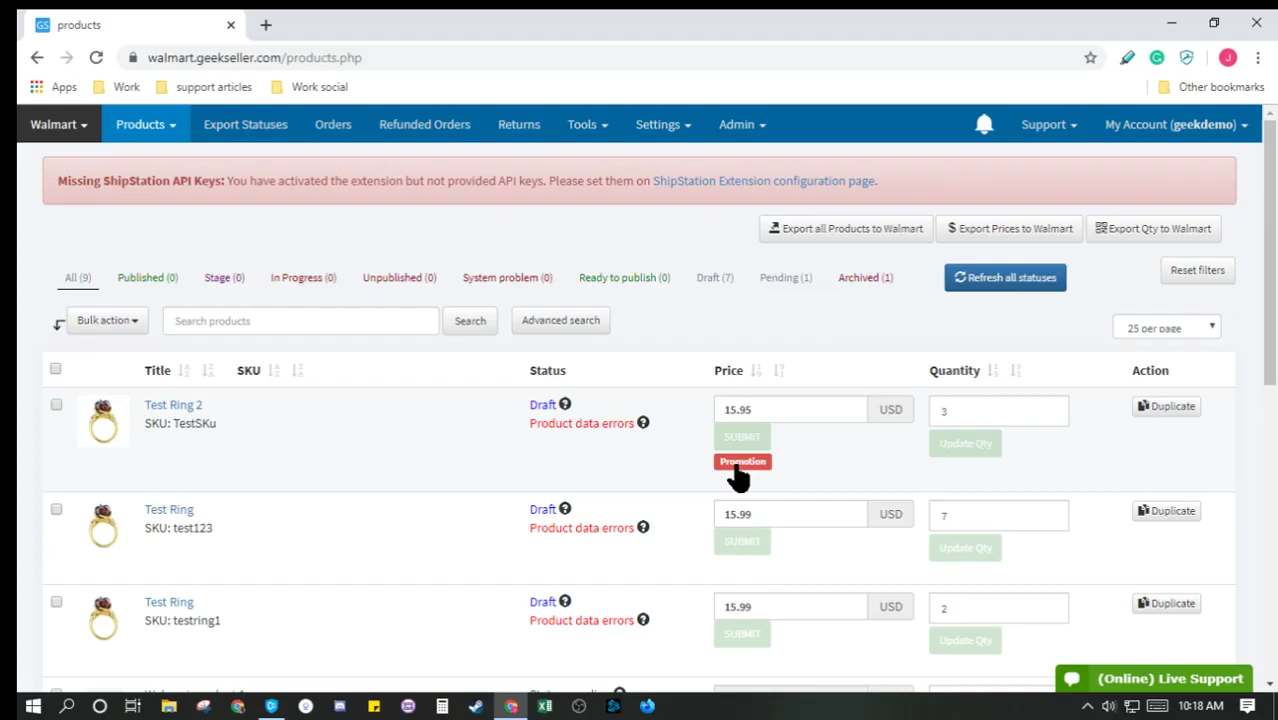 GS products
walmart.geekseller.com/products.php
J
Apps Work support articles Work social Other bookmarks
Walmart Products Export Statuses Orders Refunded Orders Returns Tools Settings Admin Support My Account (geekdemo)
Missing ShipStation API Keys: You have activated the extension but not provided API keys. Please set them on ShipStation Extension configuration page.
Export all Products to Walmart $ Export Prices to Walmart Export Qty to Walmart
All (9) Published (0) Stage (0) In Progress (0) Unpublished (0) System problem (0) Ready to publish (0) Draft (7) Pending (1) Archived (1) Refresh all statuses Reset filters
Bulk action Search products Search Advanced search 25 per page
Title SKU Status Price Quantity Action
Test Ring 2 Draft 15.95 USD 3 Duplicate
SKU: TestSKu Product data errors
SUBMIT Update Qty
Promotion
Test Ring Draft 15.99 USD 7 Duplicate
SKU: test123 Product data errors
SUBMIT Update Qty
Test Ring Draft 15.99 USD 2 Duplicate
SKU: testring1 Product data errors
SUBMIT Update Qty
(Online) Live Support
10:18 AM